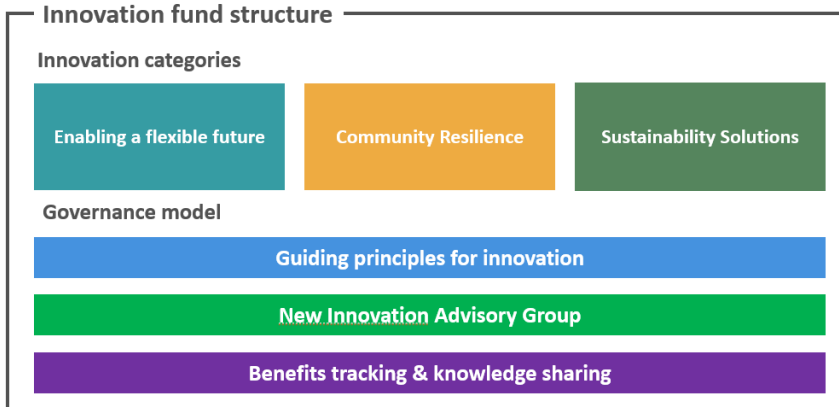 Innovation fund structure
Innovation categories
Enabling a flexible future
Community Resilience
Sustainability Solutions
Governance model
Guiding principles for innovation
New Innovation Advisory Group
Benefits tracking & knowledge sharing